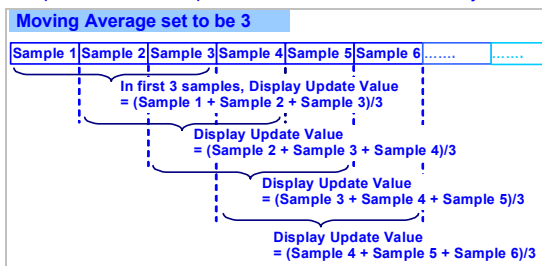 Moving Average set to be 3
Sample 1 Sample 2 Sample 3 Sample 4 Sample 5 Sample 6 ....... .......
In first 3 samples, Display Update Value
= (Sample 1 + Sample 2 + Sample 3)/3
Display Update Value
= (Sample 2 + Sample 3 + Sample 4)/3
Display Update Value
= (Sample 3 + Sample 4 + Sample 5)/3
Display Update Value
= (Sample 4 + Sample 5 + Sample 6)/3